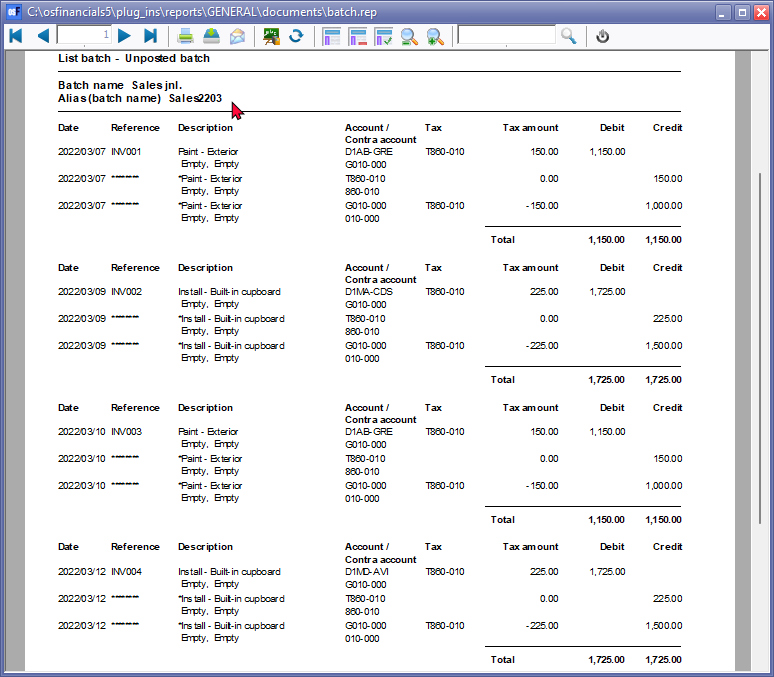 C:\osfinancials5\plug_ins\reports\GENERAL\documents\batch.rep
1
List batch - Unposted batch
Batch name Sales jnl.
Alias (batch name) Sales2203
Date Reference Description Account / Contra account Tax Tax amount Debit Credit
2022/03/07 INV001 Paint - Exterior D1AB-GRE T860-010 150.00 1,150.00
Empty, Empty G010-000
2022/03/07 ******** *Paint - Exterior T860-010 0.00 150.00
Empty, Empty 860-010
2022/03/07 ******** *Paint - Exterior G010-000 T860-010 -150.00 1,000.00
Empty, Empty 010-000
Total 1,150.00 1,150.00
Date Reference Description Account / Contra account Tax Tax amount Debit Credit
2022/03/09 INV002 Install - Built-in cupboard D1MA-CDS T860-010 225.00 1,725.00
Empty, Empty G010-000
2022/03/09 ******** *Install - Built-in cupboard T860-010 0.00 225.00
Empty, Empty 860-010
2022/03/09 ******** *Install - Built-in cupboard G010-000 T860-010 -225.00 1,500.00
Empty, Empty 010-000
Total 1,725.00 1,725.00
Date Reference Description Account / Contra account Tax Tax amount Debit Credit
2022/03/10 INV003 Paint - Exterior D1AB-GRE T860-010 150.00 1,150.00
Empty, Empty G010-000
2022/03/10 ******** *Paint - Exterior T860-010 0.00 150.00
Empty, Empty 860-010
2022/03/10 ******** *Paint - Exterior G010-000 T860-010 -150.00 1,000.00
Empty, Empty 010-000
Total 1,150.00 1,150.00
Date Reference Description Account / Contra account Tax Tax amount Debit Credit
2022/03/12 INV004 Install - Built-in cupboard D1MD-AVI T860-010 225.00 1,725.00
Empty, Empty G010-000
2022/03/12 ******** *Install - Built-in cupboard T860-010 0.00 225.00
Empty, Empty 860-010
2022/03/12 ******** *Install - Built-in cupboard G010-000 T860-010 -225.00 1,500.00
Empty, Empty 010-000
Total 1,725.00 1,725.00